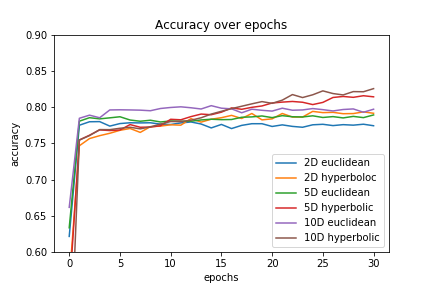 Accuracy over epochs
0.90
0.85
0.80
0.75
0.70
0.65
0.60
accuracy
0 5 10 15 20 25 30
epochs
2D euclidean
2D hyperboloc
5D euclidean
5D hyperbolic
10D euclidean
10D hyperbolic